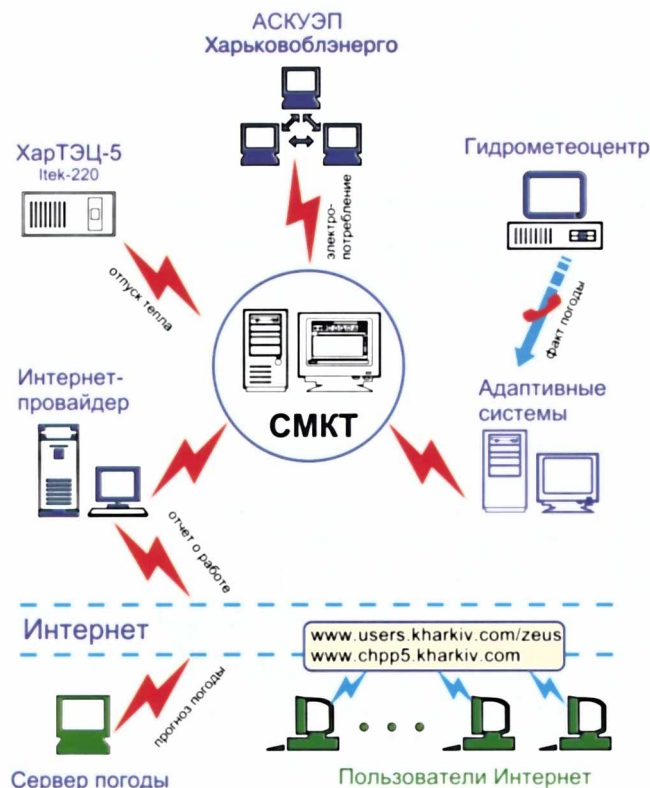 АСКУЭП
Харьковоблэнерго
ХарТЭЦ-5
Itek-220
Гидрометеоцентр
электро-
потребление
отпуск тепла
факт погоды
Интернет-
провайдер
СМКТ
Адаптивные
системы
отчет о работе
Интернет
www.users.kharkiv.com/zeus
www.chpp5.kharkiv.com
прогноз погоды
Сервер погоды
Пользователи Интернет